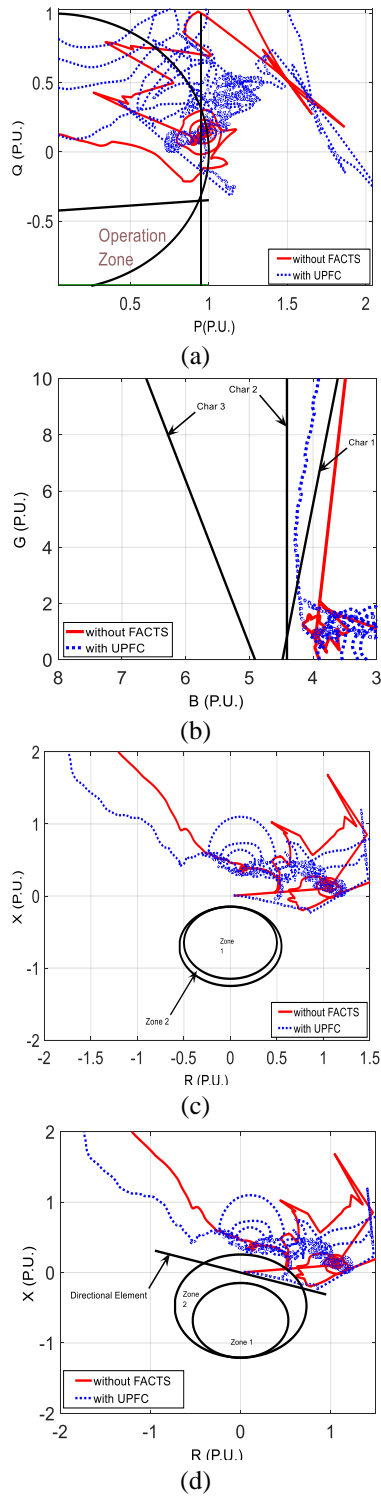 1
0.5
0
-0.5
Q (P.U.)
Operation
Zone
without FACTS
with UPFC
0.5 1 1.5 2
P(P.U.)
(a)
10
8
6
4
2
0
G (P.U.)
Char 3
Char 2
Char 1
without FACTS
with UPFC
8 7 6 5 4 3
B (P.U.)
(b)
2
1
0
-1
-2
X (P.U.)
Zone
1
Zone 2
without FACTS
with UPFC
-2 -1.5 -1 -0.5 0 0.5 1 1.5
R (P.U.)
(c)
2
1
0
-1
-2
X (P.U.)
Directional Element
Zone
2
Zone 1
without FACTS
with UPFC
-2 -1 0 1
R (P.U.)
(d)